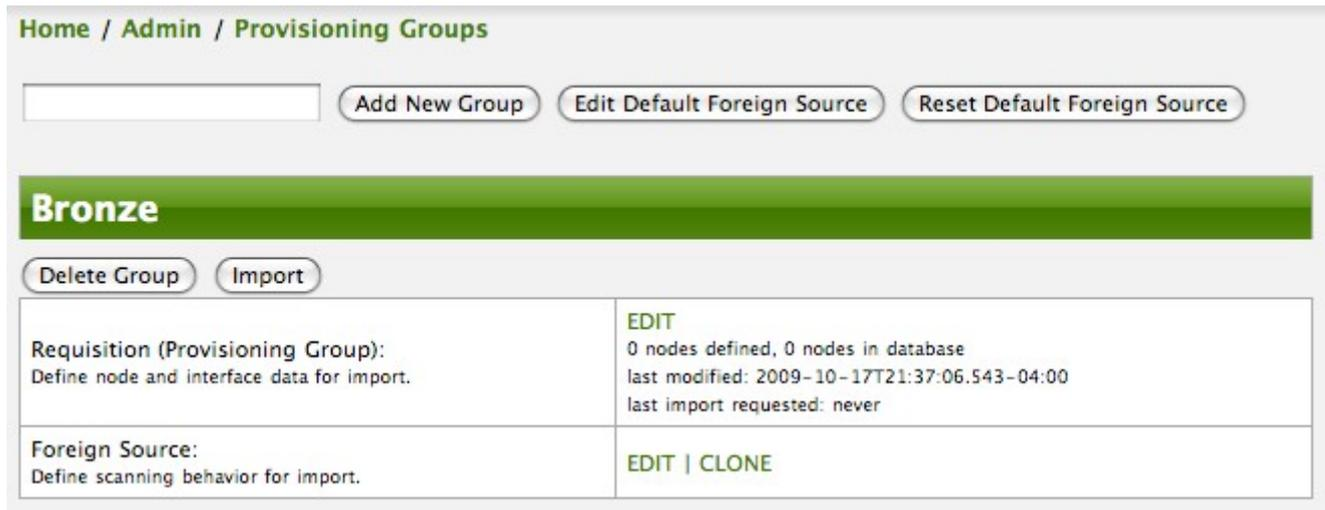 Home / Admin / Provisioning Groups
Add New Group Edit Default Foreign Source Reset Default Foreign Source
Bronze
Delete Group Import
Requisition (Provisioning Group):
Define node and interface data for import.
EDIT
0 nodes defined, 0 nodes in database
last modified: 2009-10-17T21:37:06.543-04:00
last import requested: never
Foreign Source:
Define scanning behavior for import.
EDIT | CLONE